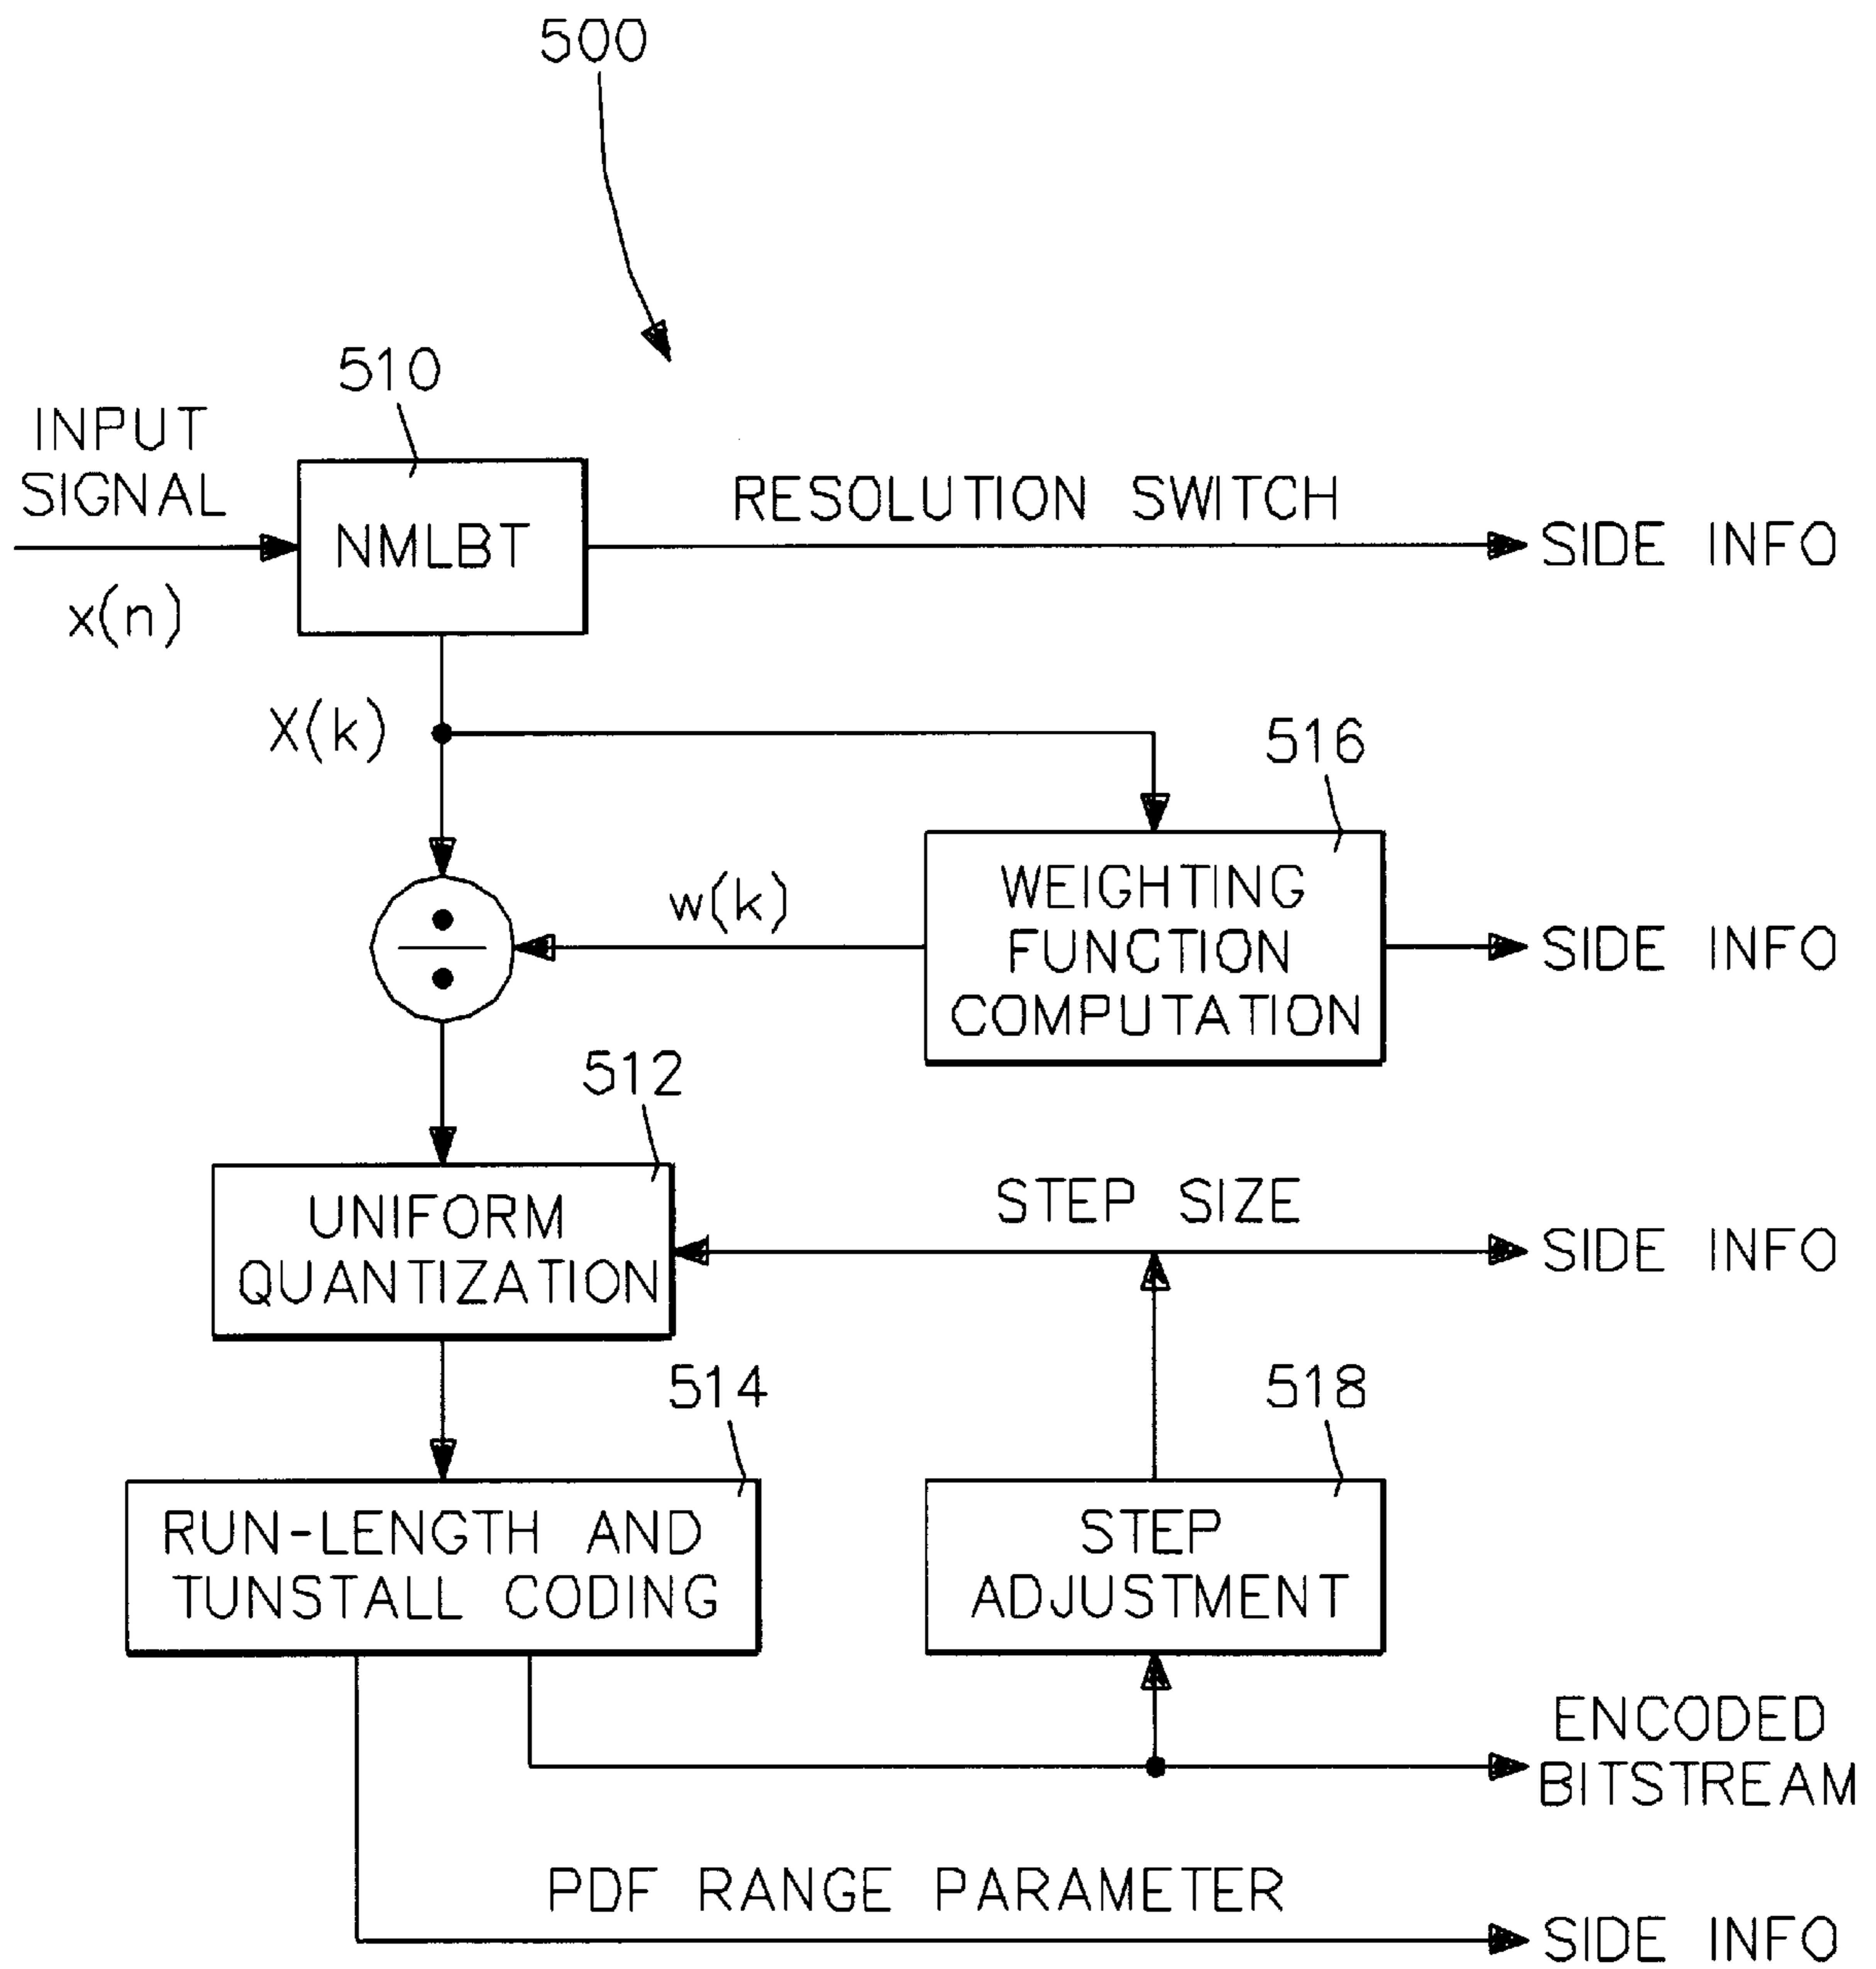 500
510
INPUT
SIGNAL
NMLBT
RESOLUTION SWITCH
SIDE INFO
x(n)
X(k)
516
w(k)
WEIGHTING
FUNCTION
COMPUTATION
SIDE INFO
512
UNIFORM
QUANTIZATION
STEP SIZE
SIDE INFO
514
518
RUN-LENGTH AND
TUNSTALL CODING
STEP
ADJUSTMENT
ENCODED
BITSTREAM
PDF RANGE PARAMETER
SIDE INFO